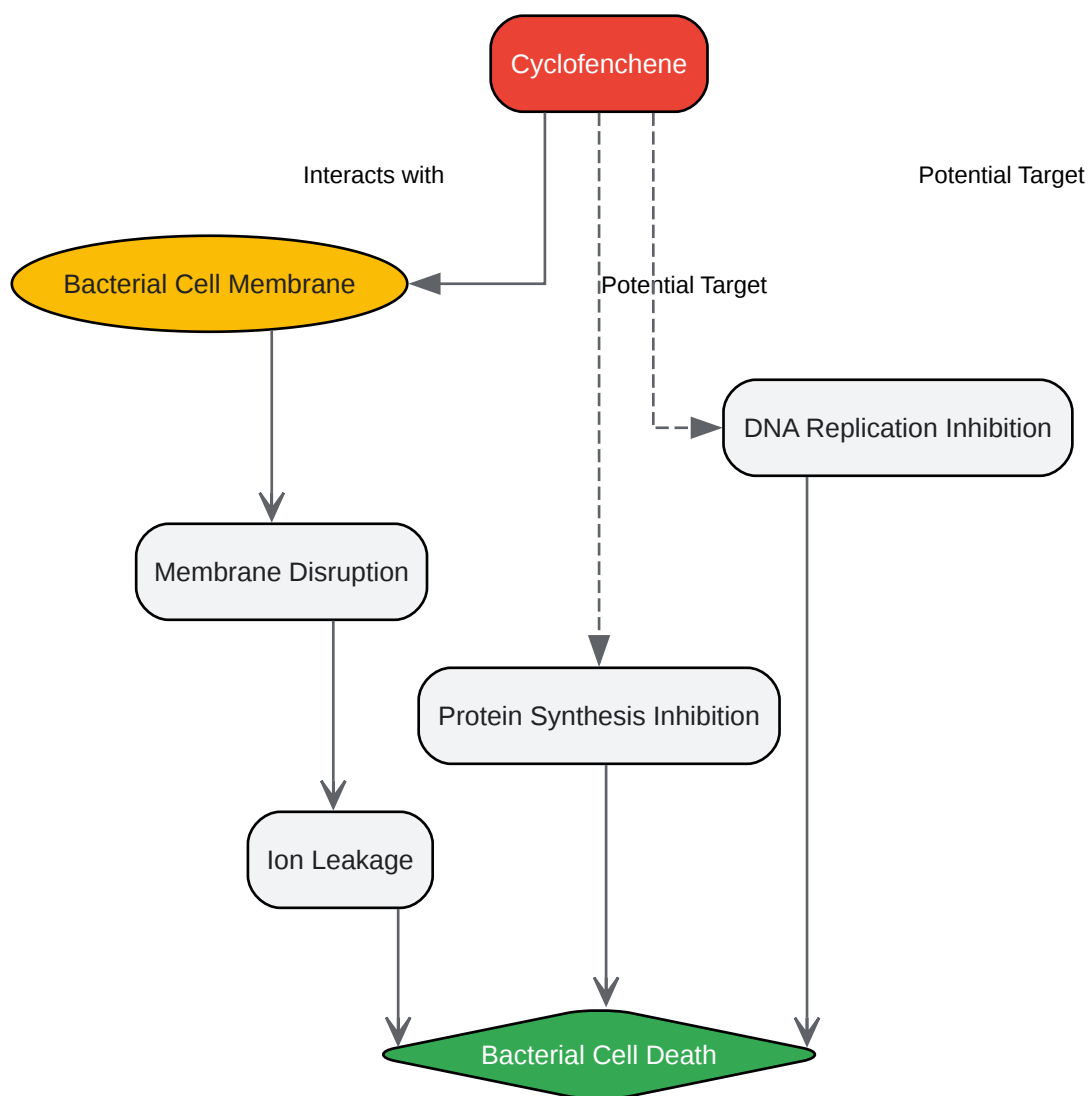 Cyclofenchene
Interacts with
Potential Target
Bacterial Cell Membrane
Potential Target
DNA Replication Inhibition
Membrane Disruption
Protein Synthesis Inhibition
Ion Leakage
Bacterial Cell Death